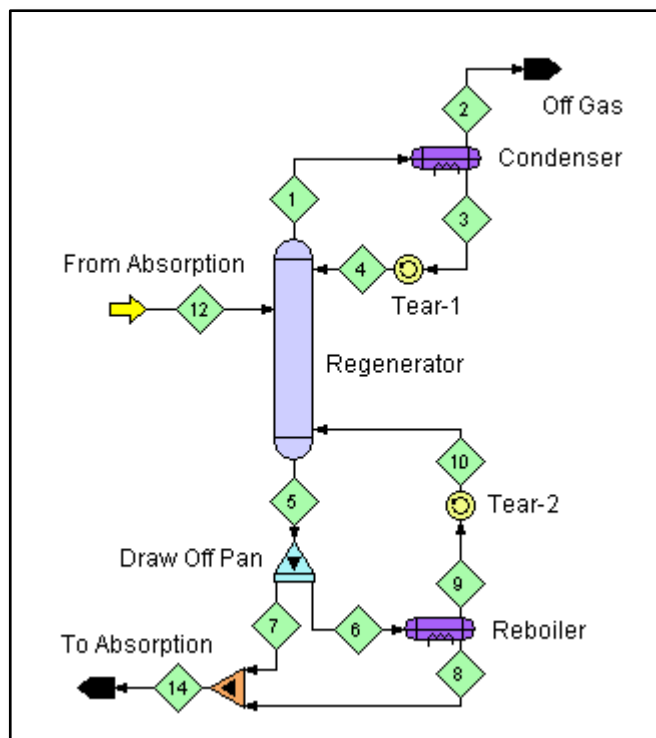 2
Off Gas
Condenser
1
3
From Absorption
4
12
Tear-1
Regenerator
10
5
Tear-2
Draw Off Pan
9
7
6
Reboiler
To Absorption
8
14